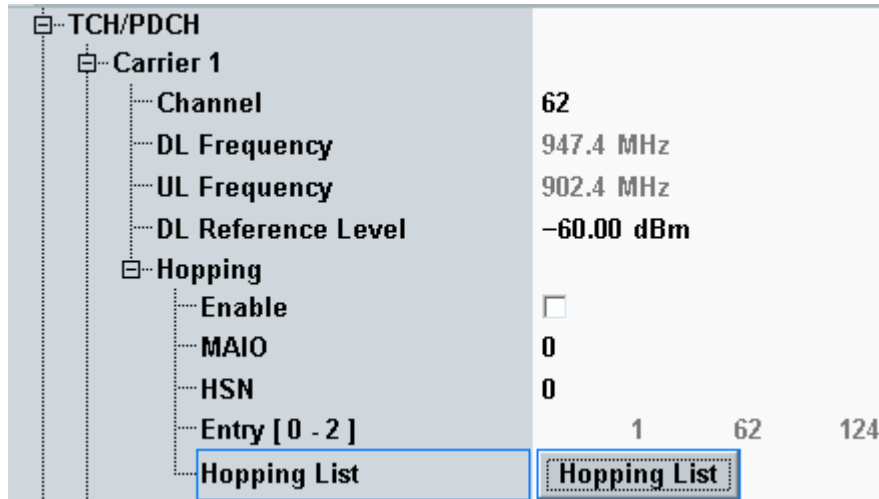 TCH/PDCH
Carrier 1
Channel 62
DL Frequency 947.4 MHz
UL Frequency 902.4 MHz
DL Reference Level −60.00 dBm
Hopping
Enable
MAIO 0
HSN 0
Entry [ 0 - 2 ] 1 62 124
Hopping List Hopping List